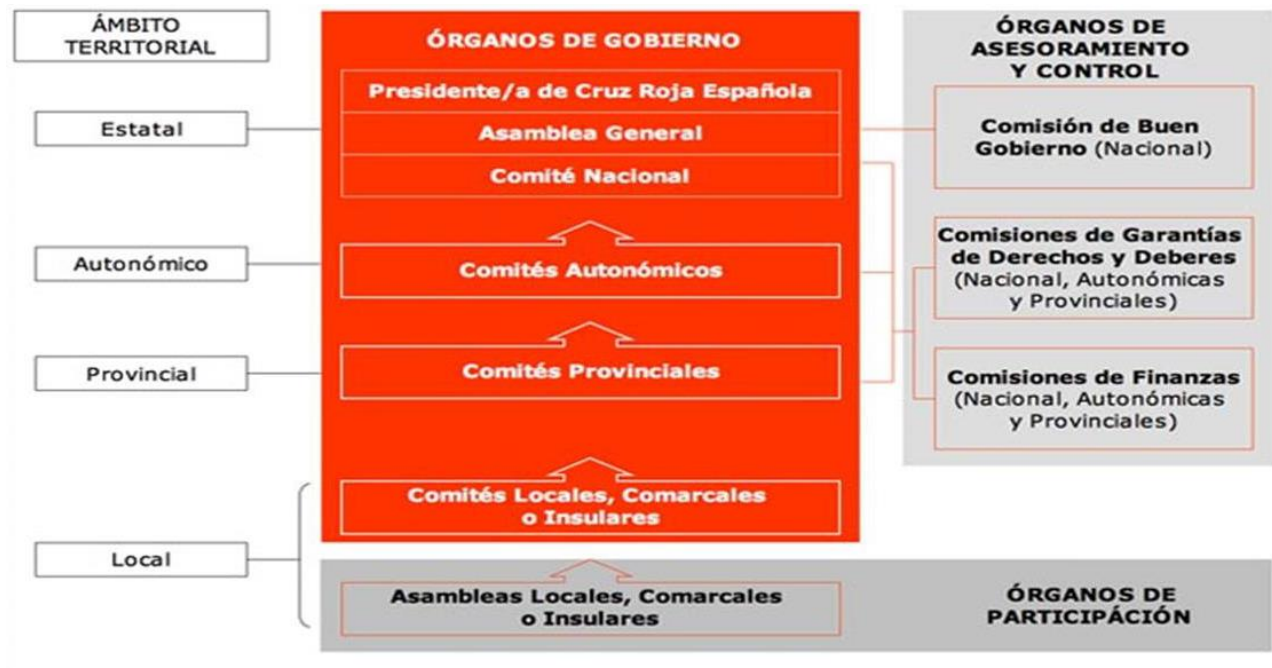 ÁMBITO
TERRITORIAL
Estatal
Autonómico
Provincial
Local
ÓRGANOS DE GOBIERNO
Presidente/a de Cruz Roja Española
Asamblea General
Comité Nacional
Comités Autonómicos
Comités Provinciales
Comités Locales, Comarcales
o Insulares
Asambleas Locales, Comarcales
o Insulares
ÓRGANOS DE
PARTICIPÁCIÓN
ÓRGANOS DE
ASESORAMIENTO
Y CONTROL
Comisión de Buen
Gobierno (Nacional)
Comisiones de Garantías
de Derechos y Deberes
(Nacional, Autonómicas
y Provinciales)
Comisiones de Finanzas
(Nacional, Autonómicas
y Provinciales)